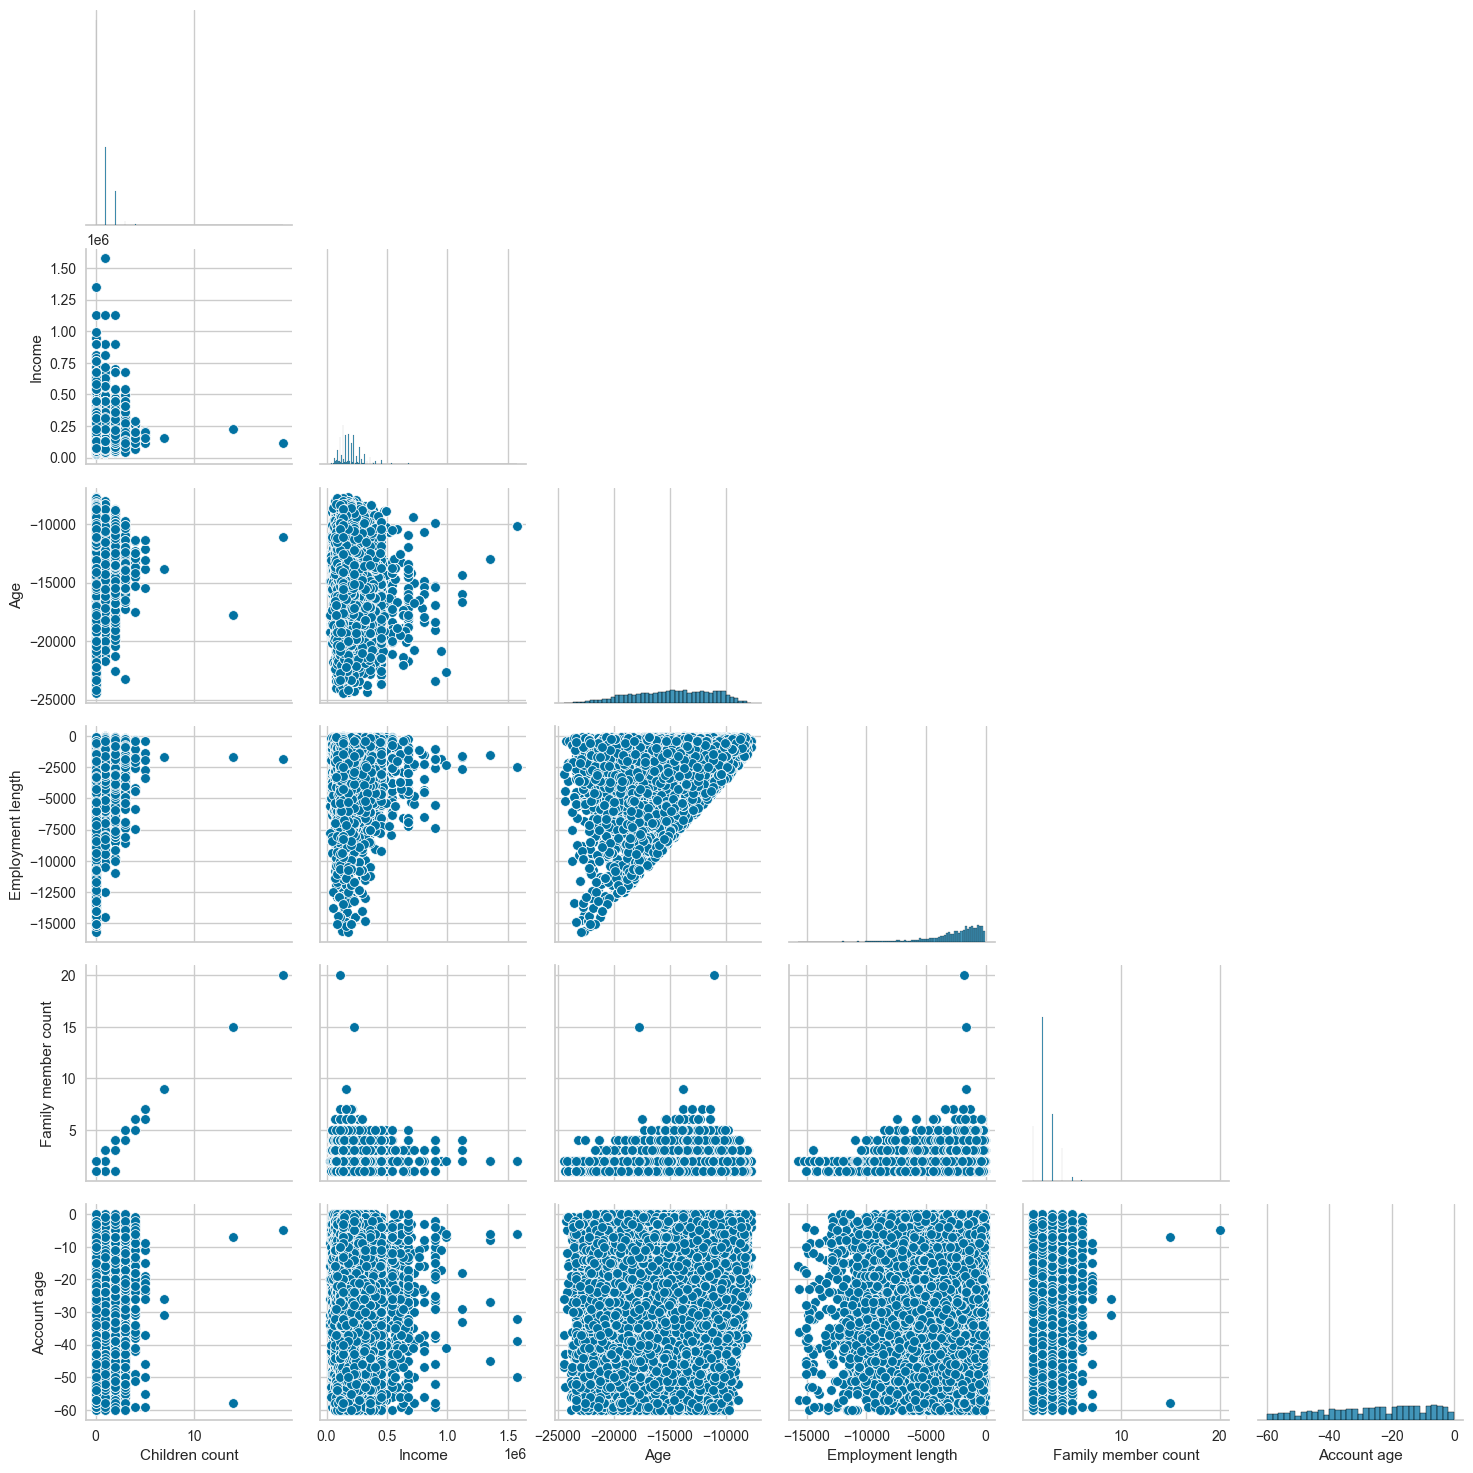 1e6
1.50
1.25
1.00
0.75
0.50
0.25
0.00
Income
−10000
−15000
−20000
−25000
Age
0
−2500
−5000
−7500
−10000
−12500
−15000
Employment length
20
15
10
5
Family member count
0
−10
−20
−30
−40
−50
−60
Account age
0 10
Children count
0.0 0.5 1.0 1.5
1e6
Income
−25000 −20000 −15000 −10000
Age
−15000 −10000 −5000 0
Employment length
10 20
Family member count
−60 −40 −20 0
Account age